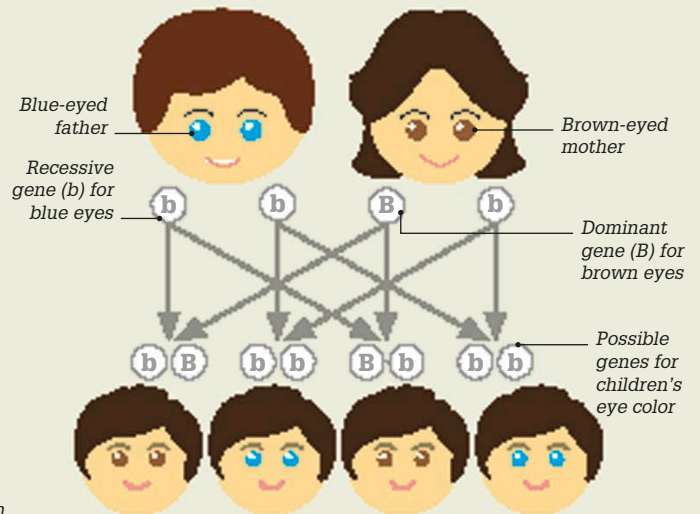 Blue-eyed
father
Brown-eyed
mother
Recessive
gene (b) for
blue eyes
b b B b
Dominant
gene (B) for
brown eyes
Possible
genes for
children's
eye color
b B b b B b b b